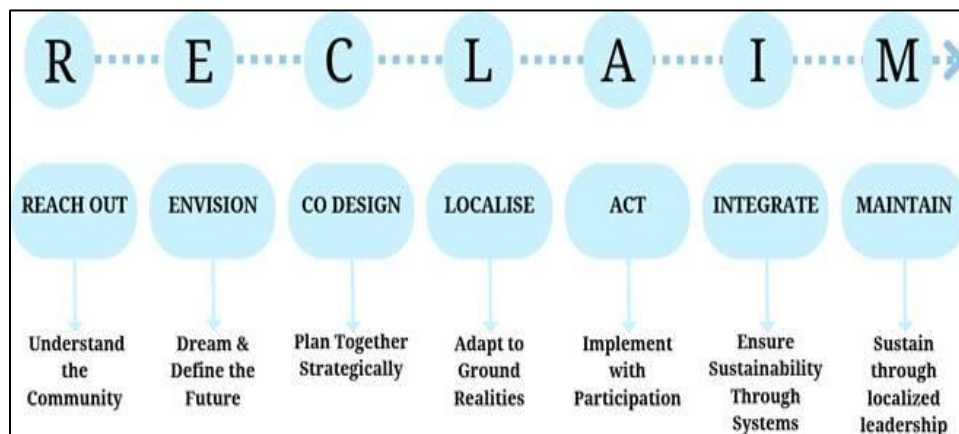 R E C L A I M
REACH OUT
ENVISION
CO DESIGN
LOCALISE
ACT
INTEGRATE
MAINTAIN
Understand
the
Community
Dream &
Define the
Future
Plan Together
Strategically
Adapt to
Ground
Realities
Implement
with
Participation
Ensure
Sustainability
Through
Systems
Sustain
through
localized
leadership